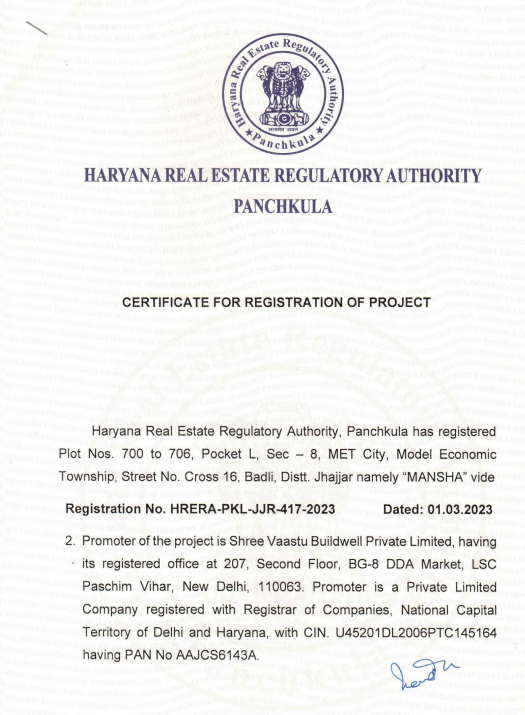 Haryana Real Estate Regulatory Authority
★ Panchkula ★
सत्यमेव जयते
HARYANA REAL ESTATE REGULATORY AUTHORITY
PANCHKULA
CERTIFICATE FOR REGISTRATION OF PROJECT
Haryana Real Estate Regulatory Authority, Panchkula has registered
Plot Nos. 700 to 706, Pocket L, Sec – 8, MET City, Model Economic
Township, Street No. Cross 16, Badli, Distt. Jhajjar namely “MANSHA” vide
Registration No. HRERA-PKL-JJR-417-2023 Dated: 01.03.2023
2. Promoter of the project is Shree Vaastu Buildwell Private Limited, having
its registered office at 207, Second Floor, BG-8 DDA Market, LSC
Paschim Vihar, New Delhi, 110063. Promoter is a Private Limited
Company registered with Registrar of Companies, National Capital
Territory of Delhi and Haryana, with CIN. U45201DL2006PTC145164
having PAN No AAJCS6143A.